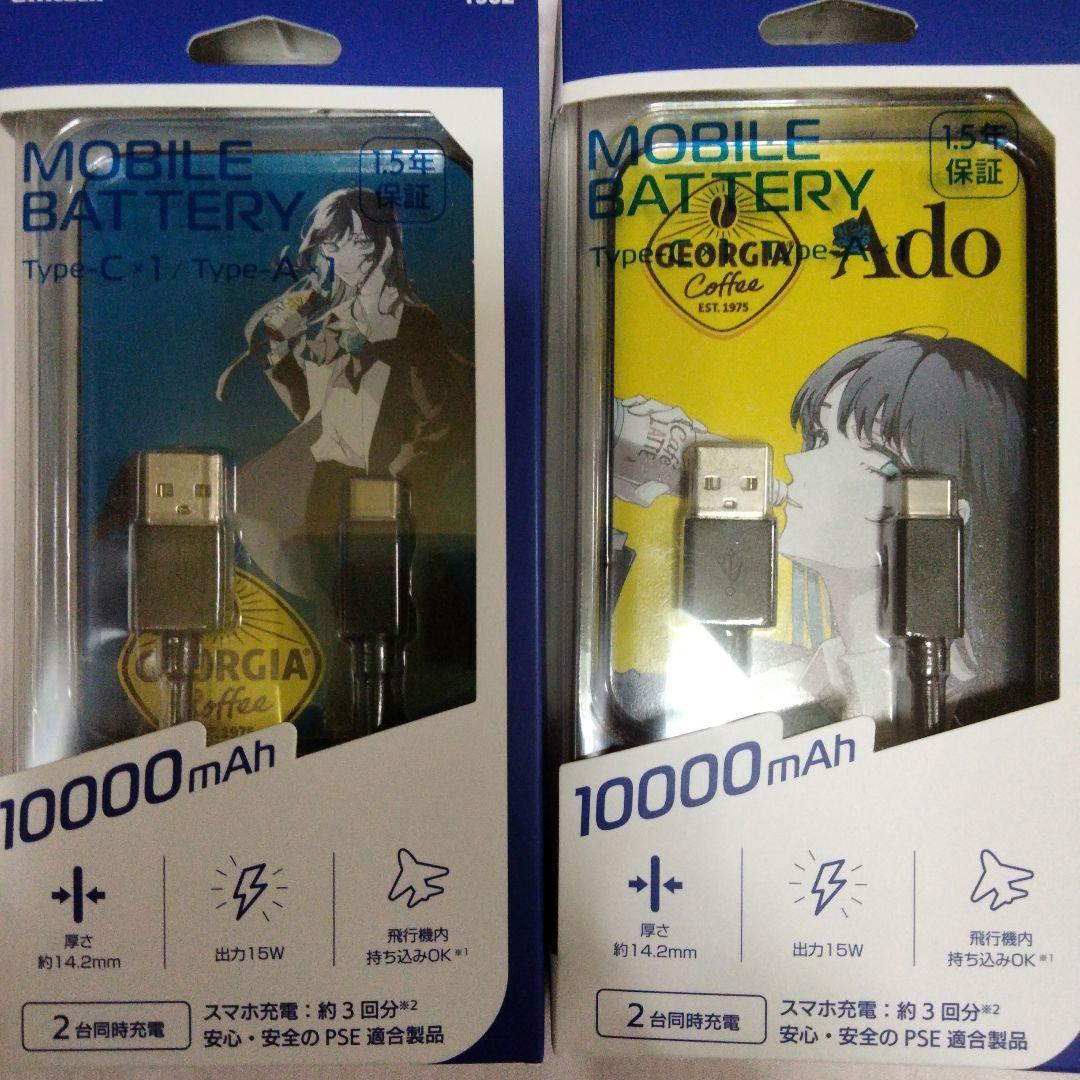 MOBILE
BATTERY
1.5年
保証
Type-C×1 / Type-A×1
GEORGIA
Coffee
10000mAh
厚さ
約14.2mm
出力15W
飛行機内
持ち込みOK※1
2台同時充電
スマホ充電：約3回分※2
安心・安全のPSE適合製品
MOBILE
BATTERY
1.5年
保証
Type-C×1 / Type-A×1
GEORGIA
Coffee
EST. 1975
Ado
Café
LATTE
10000mAh
厚さ
約14.2mm
出力15W
飛行機内
持ち込みOK※1
2台同時充電
スマホ充電：約3回分※2
安心・安全のPSE適合製品